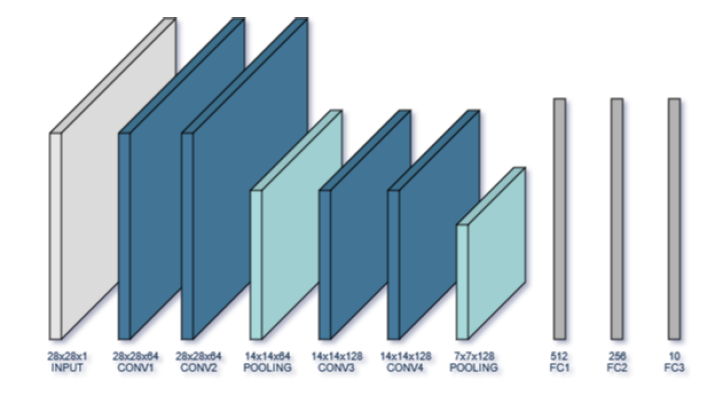 28x28x1
INPUT
28x28x64
CONV1
28x28x64
CONV2
14x14x64
POOLING
14x14x128
CONV3
14x14x128
CONV4
7x7x128
POOLING
512
FC1
256
FC2
10
FC3